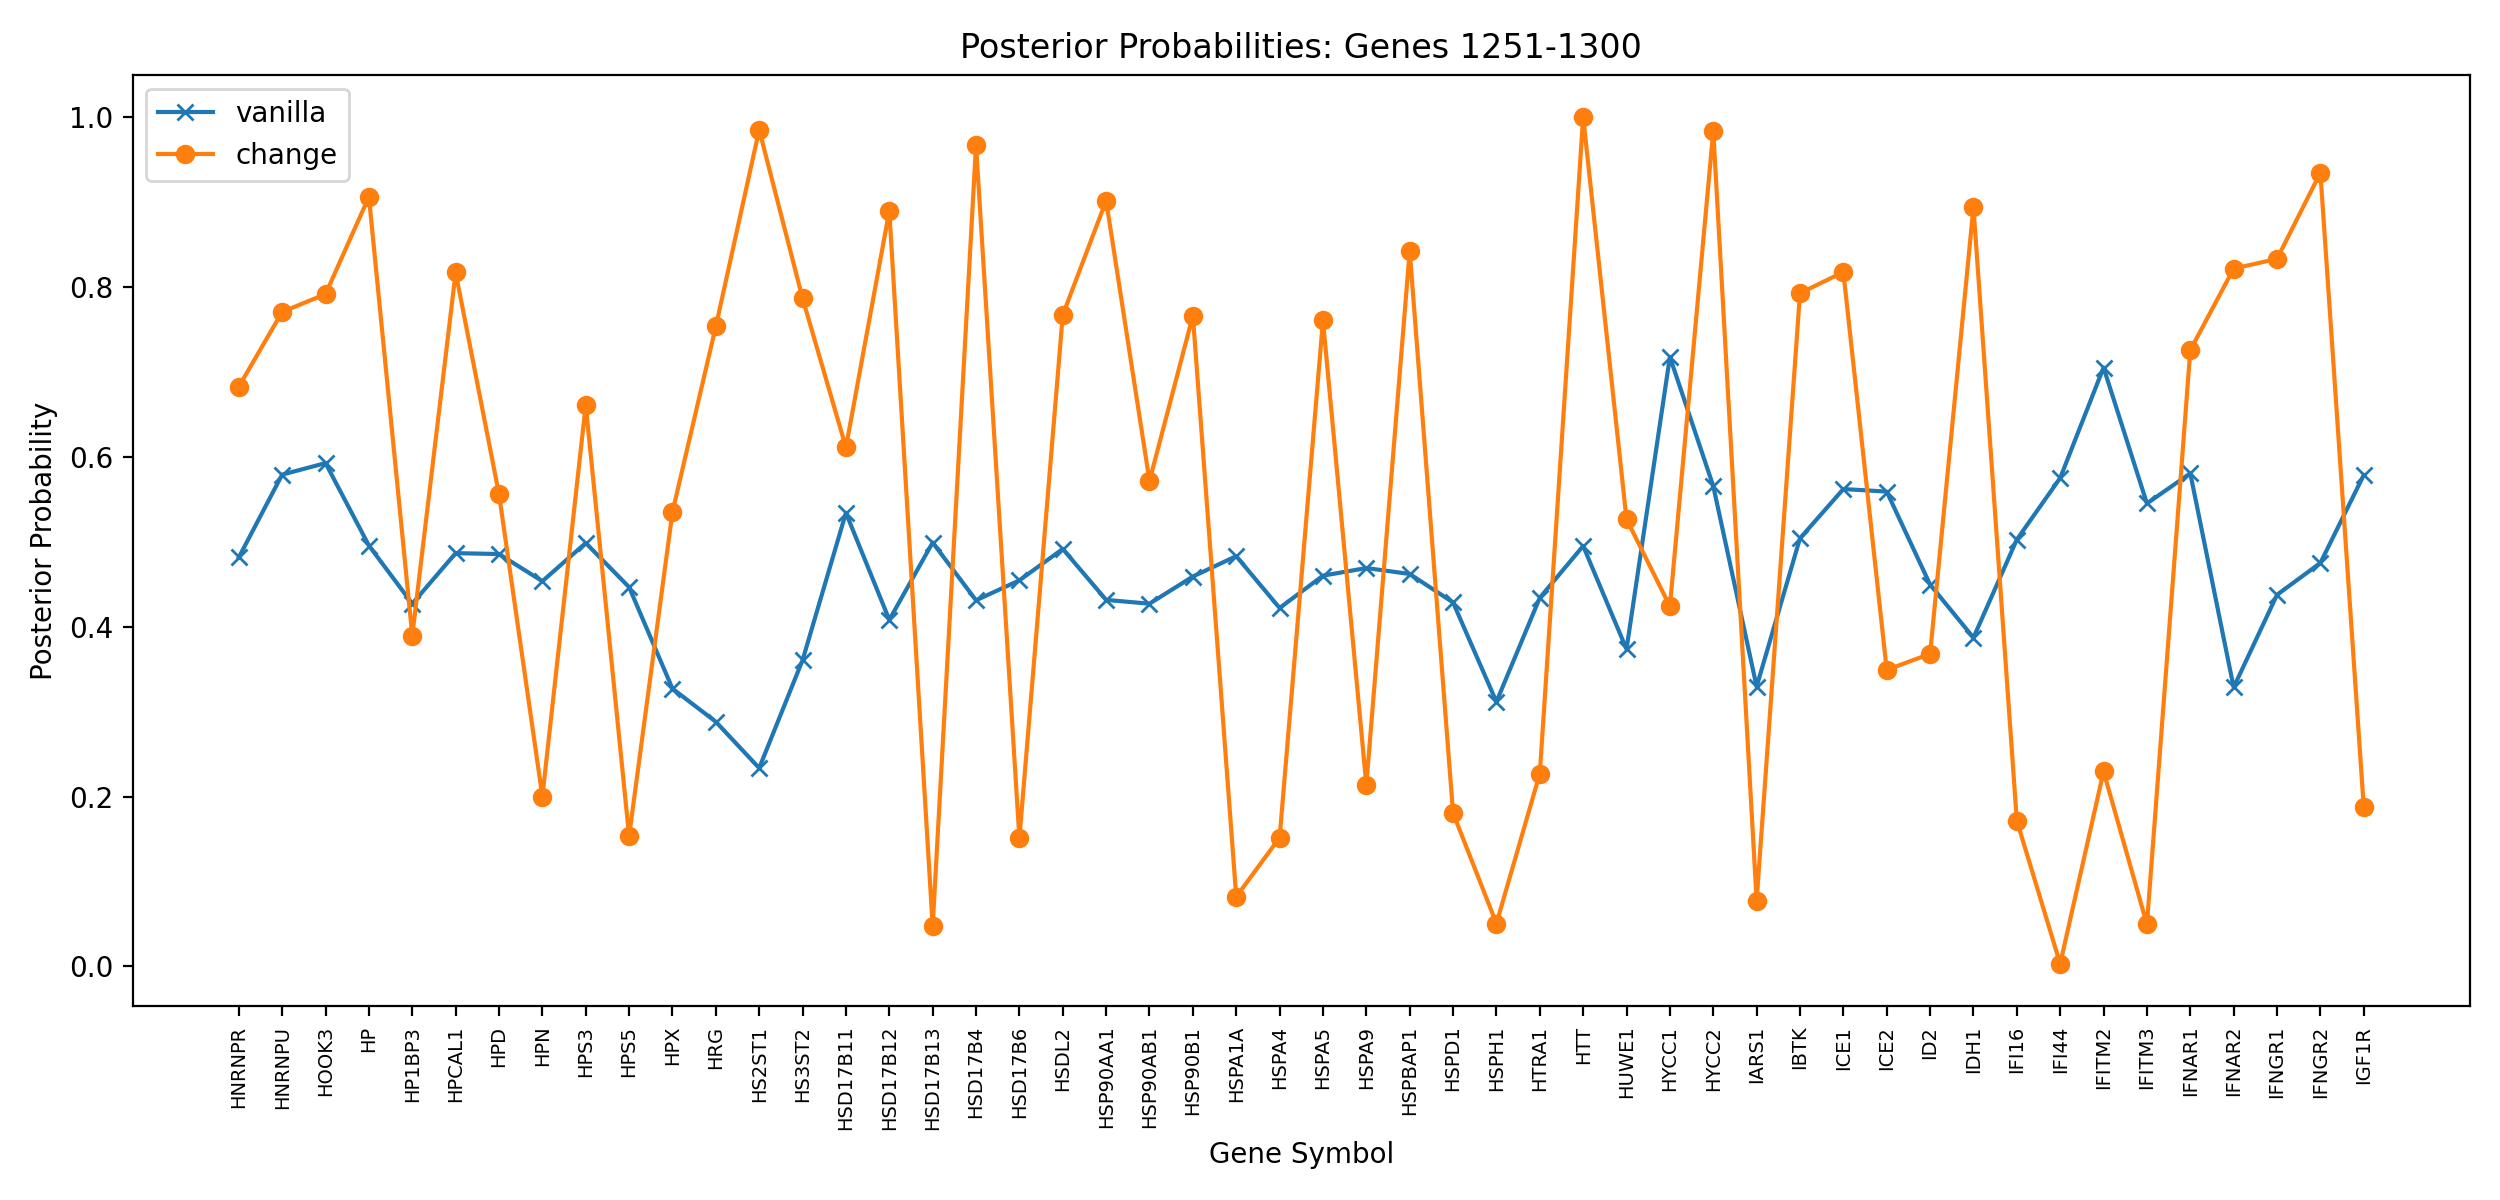 Posterior Probabilities: Genes 1251-1300
vanilla
change
Posterior Probability
1.0
0.8
0.6
0.4
0.2
0.0
HNRNPR
HNRNPU
HOOK3
HP
HP1BP3
HPCAL1
HPD
HPN
HPS3
HPS5
HPX
HRG
HS2ST1
HS3ST2
HSD17B11
HSD17B12
HSD17B13
HSD17B4
HSD17B6
HSDL2
HSP90AA1
HSP90AB1
HSP90B1
HSPA1A
HSPA4
HSPA5
HSPA9
HSPBAP1
HSPD1
HSPH1
HTRA1
HTT
HUWE1
HYCC1
HYCC2
IARS1
IBTK
ICE1
ICE2
ID2
IDH1
IFI16
IFI44
IFITM2
IFITM3
IFNAR1
IFNAR2
IFNGR1
IFNGR2
IGF1R
Gene Symbol